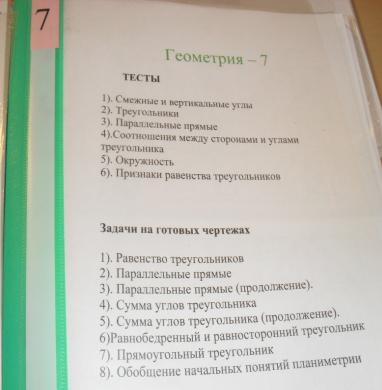 7
Геометрия – 7
ТЕСТЫ
1). Смежные и вертикальные углы
2). Треугольники
3). Параллельные прямые
4).Соотношения между сторонами и углами
треугольника
5). Окружность
6). Признаки равенства треугольников
Задачи на готовых чертежах
1). Равенство треугольников
2). Параллельные прямые
3). Параллельные прямые (продолжение).
4). Сумма углов треугольника
5). Сумма углов треугольника (продолжение).
6)Равнобедренный и равносторонний треугольник
7). Прямоугольный треугольник
8). Обобщение начальных понятий планиметрии